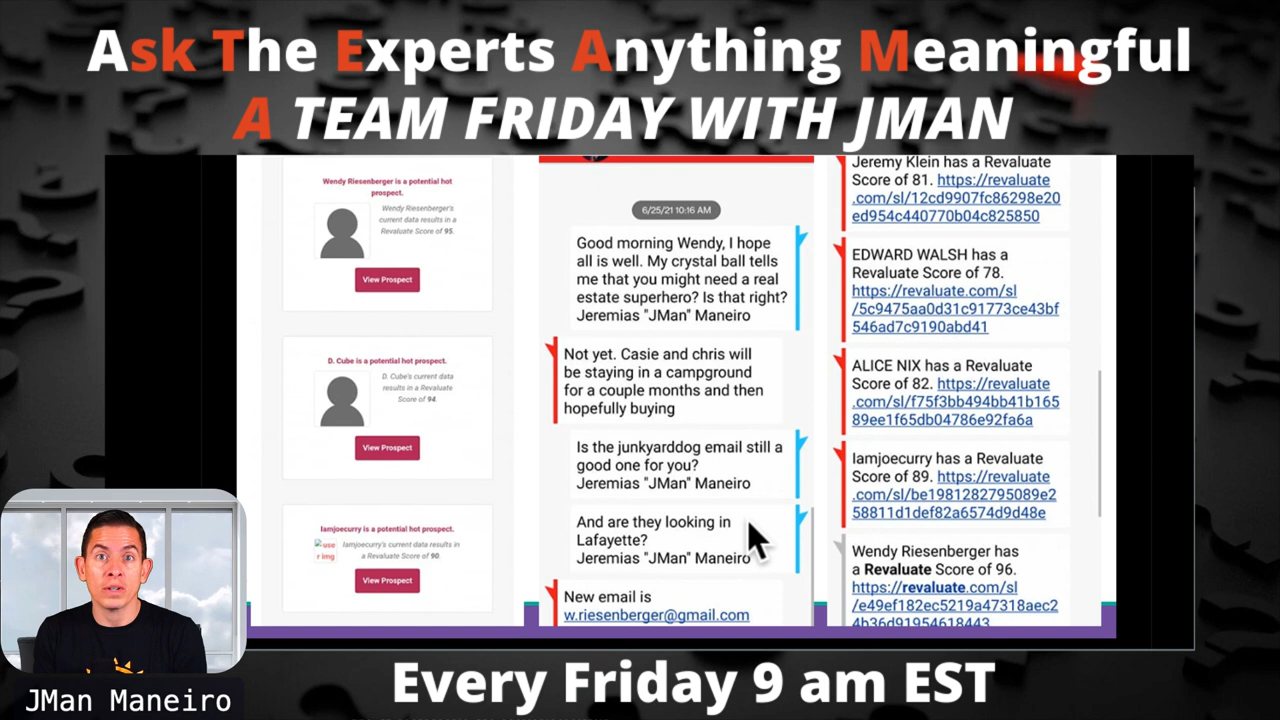 Ask The Experts Anything Meaningful
A TEAM FRIDAY WITH JMAN
Wendy Riesenberger is a potential hot
prospect.
Wendy Riesenberger's
current data results in a
Revaluate Score of 95.
View Prospect
D. Cube is a potential hot prospect.
D. Cube's current data
results in a Revaluate
Score of 94.
View Prospect
Iamjoecurry is a potential hot prospect.
use
r img
Iamjoecurry's current data results in
a Revaluate Score of 90.
View Prospect
6/25/21 10:16 AM
Good morning Wendy, I hope
all is well. My crystal ball tells
me that you might need a real
estate superhero? Is that right?
Jeremias "JMan" Maneiro
Not yet. Casie and chris will
be staying in a campground
for a couple months and then
hopefully buying
Is the junkyarddog email still a
good one for you?
Jeremias "JMan" Maneiro
And are they looking in
Lafayette?
Jeremias "JMan" Maneiro
New email is
w.riesenberger@gmail.com
Jeremy Klein has a Revaluate
Score of 81. https://revaluate
.com/sl/12cd9907fc86298e20
ed954c440770b04c825850
EDWARD WALSH has a
Revaluate Score of 78.
https://revaluate.com/sl
/5c9475aa0d31c91773ce43bf
546ad7c9190abd41
ALICE NIX has a Revaluate
Score of 82. https://revaluate
.com/sl/f75f3bb494bb41b165
89ee1f65db04786e92fa6a
Iamjoecurry has a Revaluate
Score of 89. https://revaluate
.com/sl/be1981282795089e2
58811d1def82a6574d9d48e
Wendy Riesenberger has
a Revaluate Score of 96.
https://revaluate.com/sl
/e49ef182ec5219a47318aec2
4b36d91954618443
JMan Maneiro
Every Friday 9 am EST